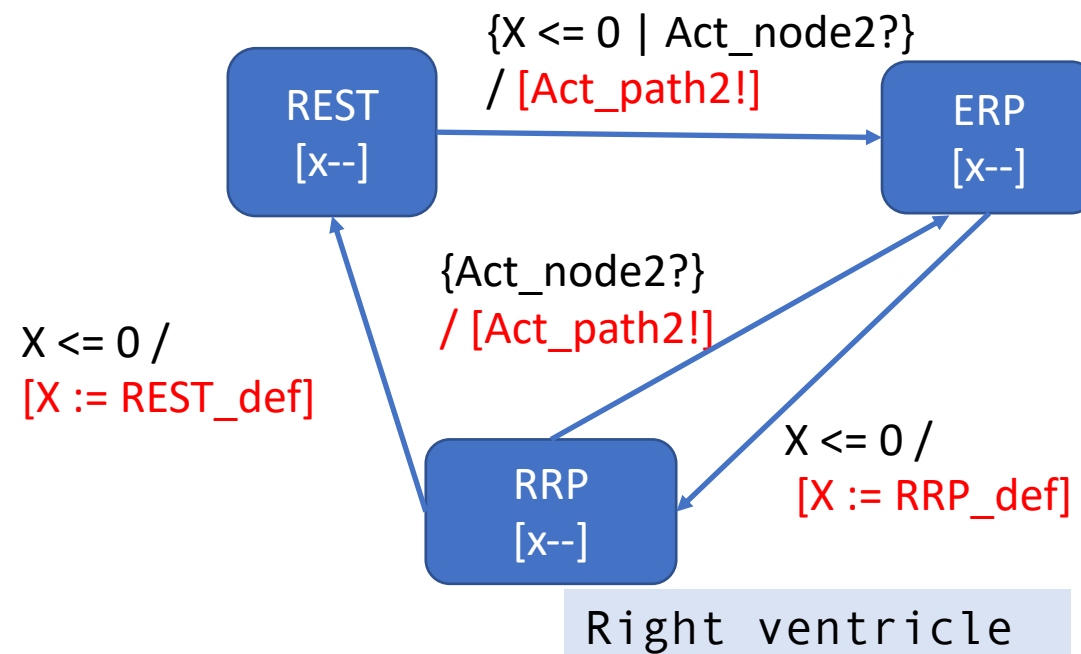 {X <= 0 | Act_node2?}
/ [Act_path2!]
REST
[x--]
ERP
[x--]
{Act_node2?}
/ [Act_path2!]
X <= 0 /
[X := REST_def]
X <= 0 /
[X := RRP_def]
RRP
[x--]
Right ventricle